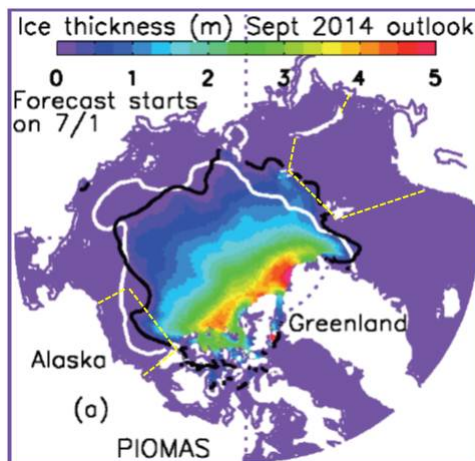 Ice thickness (m) Sept 2014 outlook
0 1 2 3 4 5
Forecast starts
on 7/1
Greenland
Alaska
(a)
PIOMAS